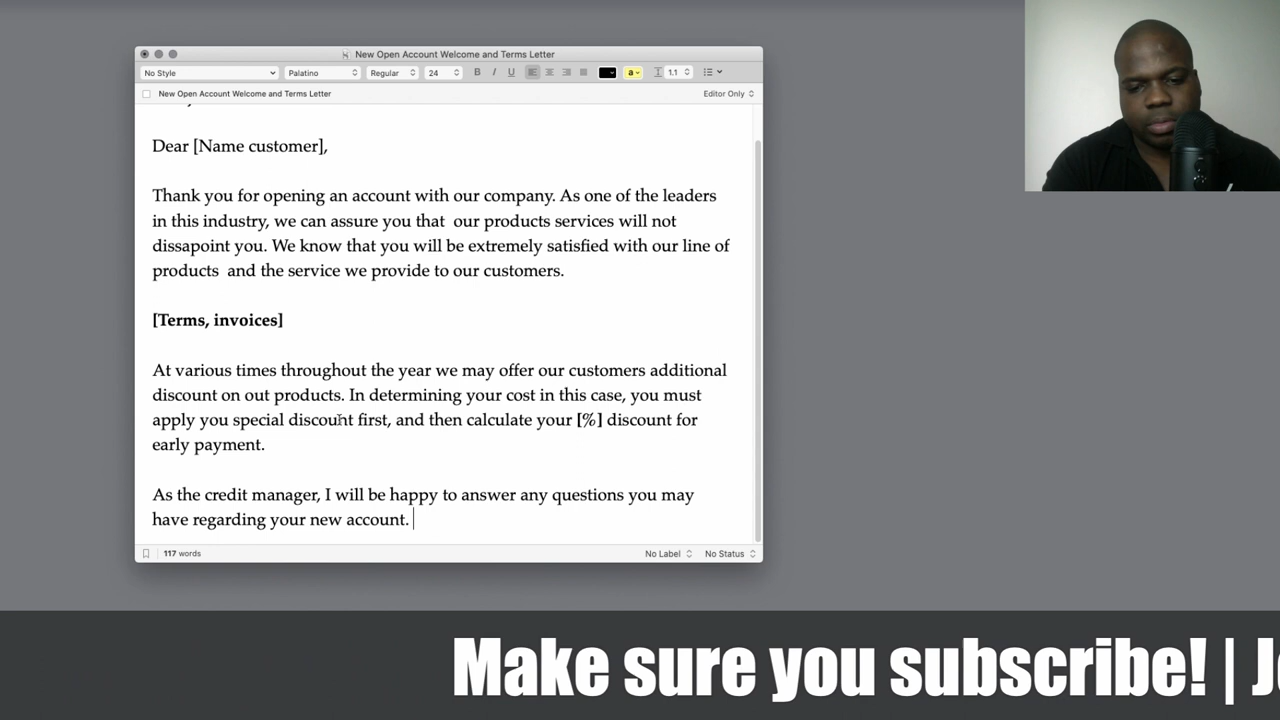 New Open Account Welcome and Terms Letter
No Style Palatino Regular 24 B I U a 1.1
New Open Account Welcome and Terms Letter Editor Only
Dear [Name customer],
Thank you for opening an account with our company. As one of the leaders
in this industry, we can assure you that  our products services will not
dissapoint you. We know that you will be extremely satisfied with our line of
products  and the service we provide to our customers.
[Terms, invoices]
At various times throughout the year we may offer our customers additional
discount on out products. In determining your cost in this case, you must
apply you special discount first, and then calculate your [%] discount for
early payment.
As the credit manager, I will be happy to answer any questions you may
have regarding your new account.
117 words No Label No Status
Make sure you subscribe! |